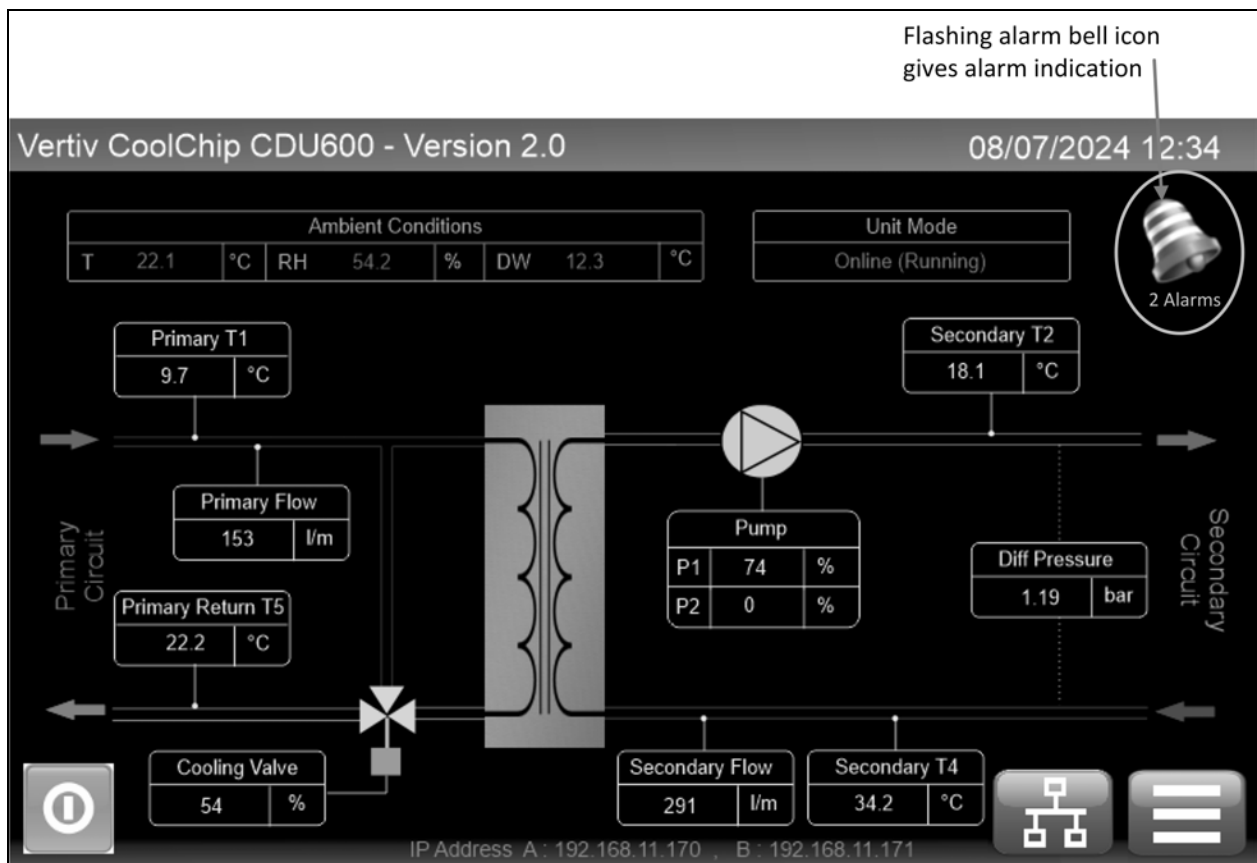 Flashing alarm bell icon
gives alarm indication
Vertiv CoolChip CDU600 - Version 2.0
08/07/2024 12:34
Ambient Conditions
T 22.1 °C RH 54.2 % DW 12.3 °C
Unit Mode
Online (Running)
2 Alarms
Primary T1
9.7 °C
Secondary T2
18.1 °C
Primary Flow
153 l/m
Primary
Circuit
Pump
P1 74 %
P2 0 %
Diff Pressure
1.19 bar
Secondary
Circuit
Primary Return T5
22.2 °C
Cooling Valve
54 %
Secondary Flow
291 l/m
Secondary T4
34.2 °C
IP Address A : 192.168.11.170 , B : 192.168.11.171